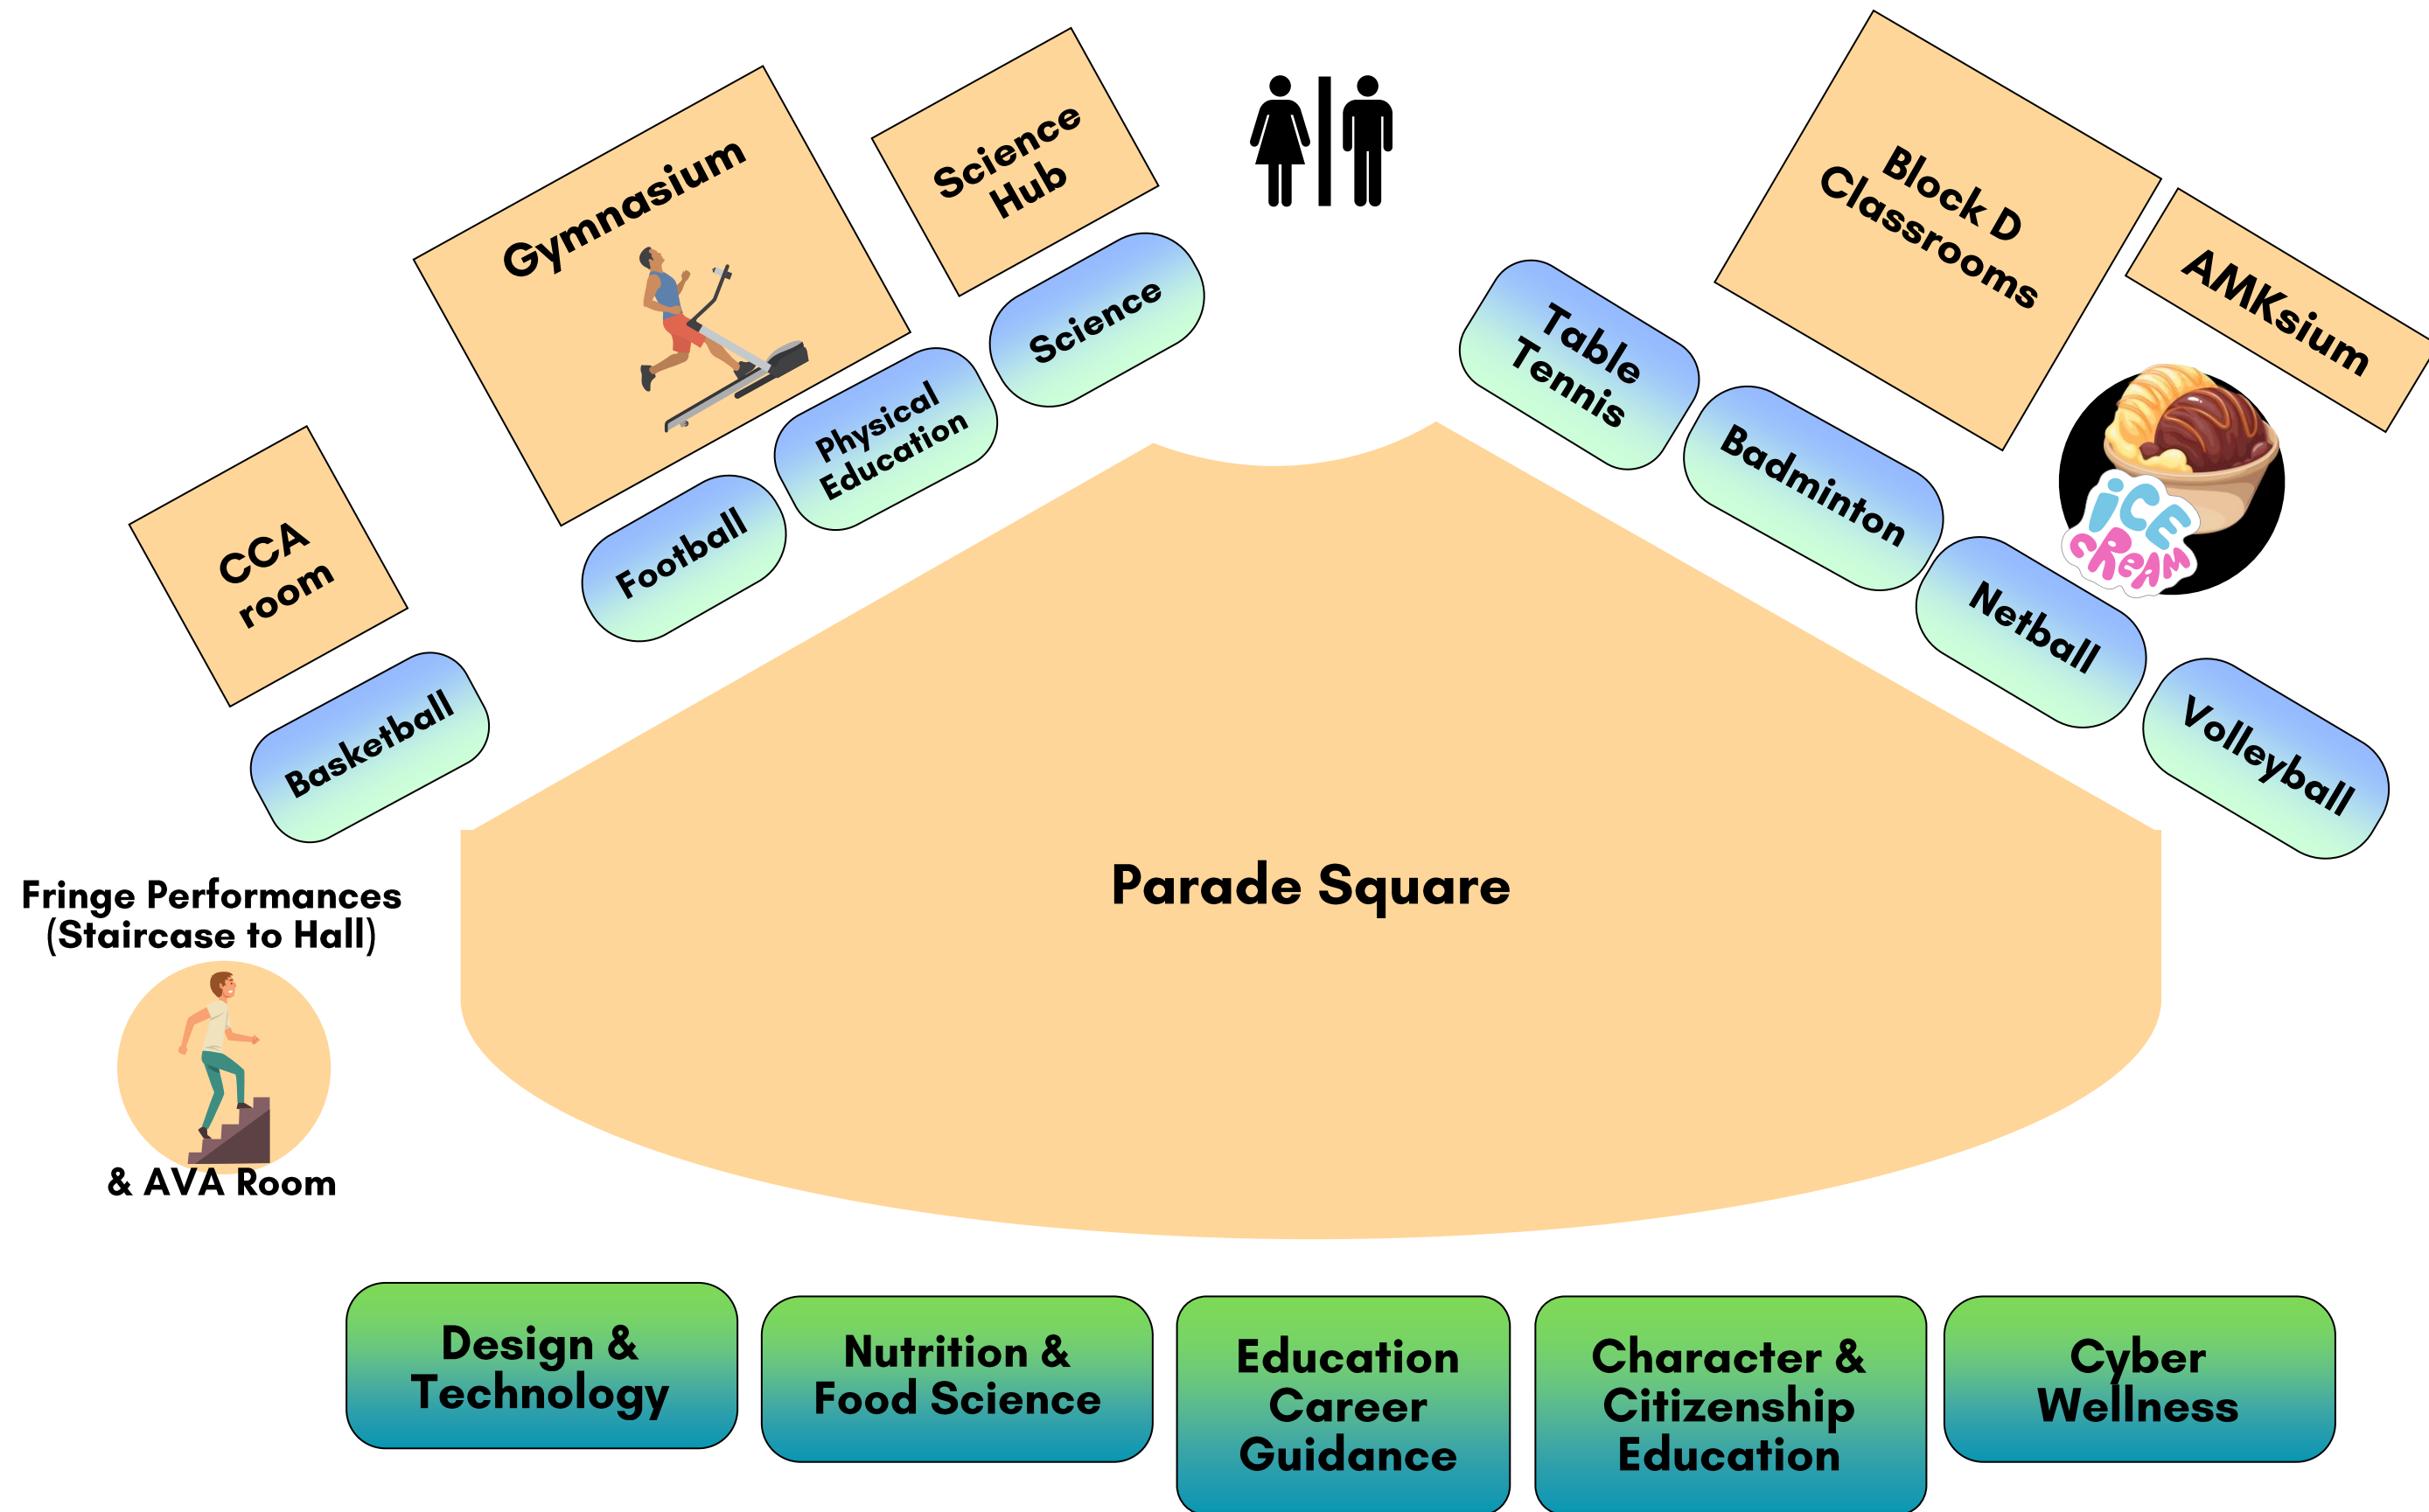 Gymnasium
Science
Hub
Block D
Classrooms
AMKsium
CCA
room
Science
Physical
Education
Football
Basketball
Table
Tennis
Badminton
Netball
Volleyball
iCE
CReAM
Parade Square
Fringe Performances
(Staircase to Hall)
& AVA Room
Design &
Technology
Nutrition &
Food Science
Education
Career
Guidance
Character &
Citizenship
Education
Cyber
Wellness